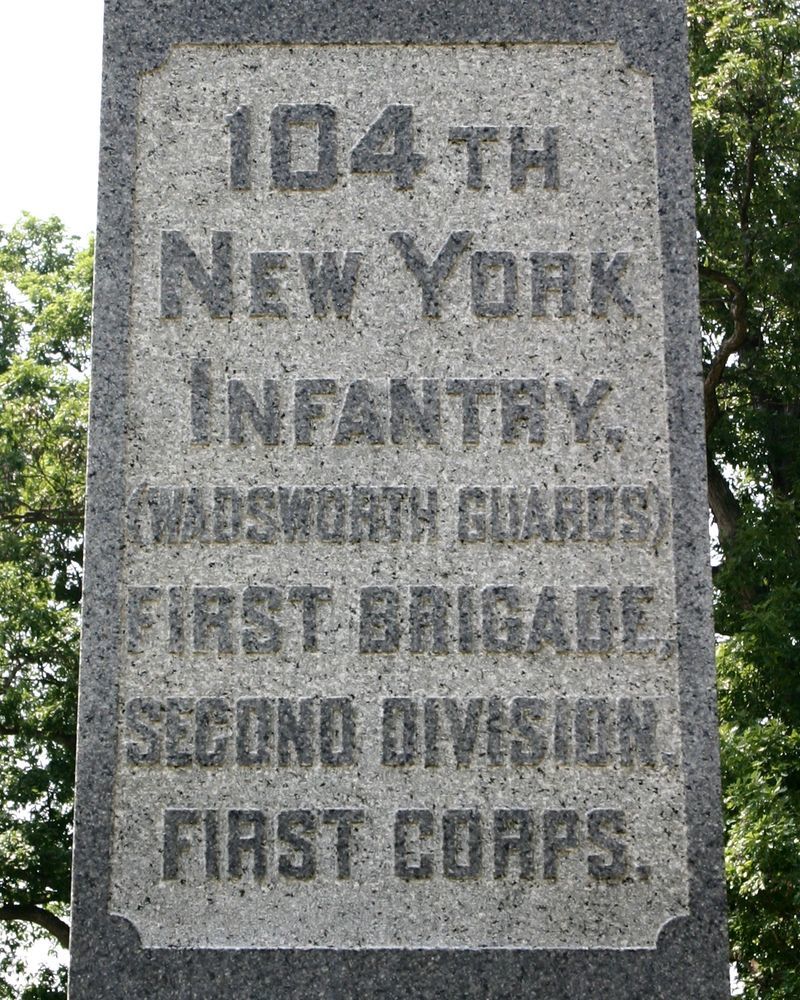 104TH
NEW YORK
INFANTRY,
(WADSWORTH GUARDS)
FIRST BRIGADE,
SECOND DIVISION,
FIRST CORPS.